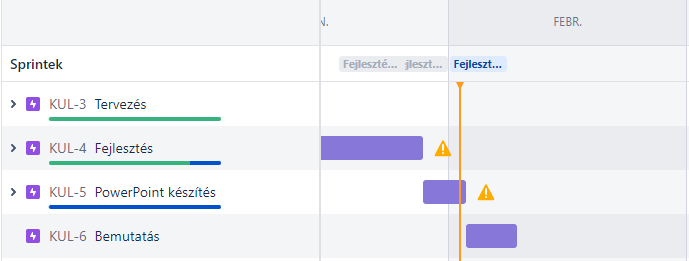 N.
FEBR.
Sprintek
Fejleszté... jleszt... Fejleszt...
KUL-3 Tervezés
KUL-4 Fejlesztés
KUL-5 PowerPoint készítés
KUL-6 Bemutatás